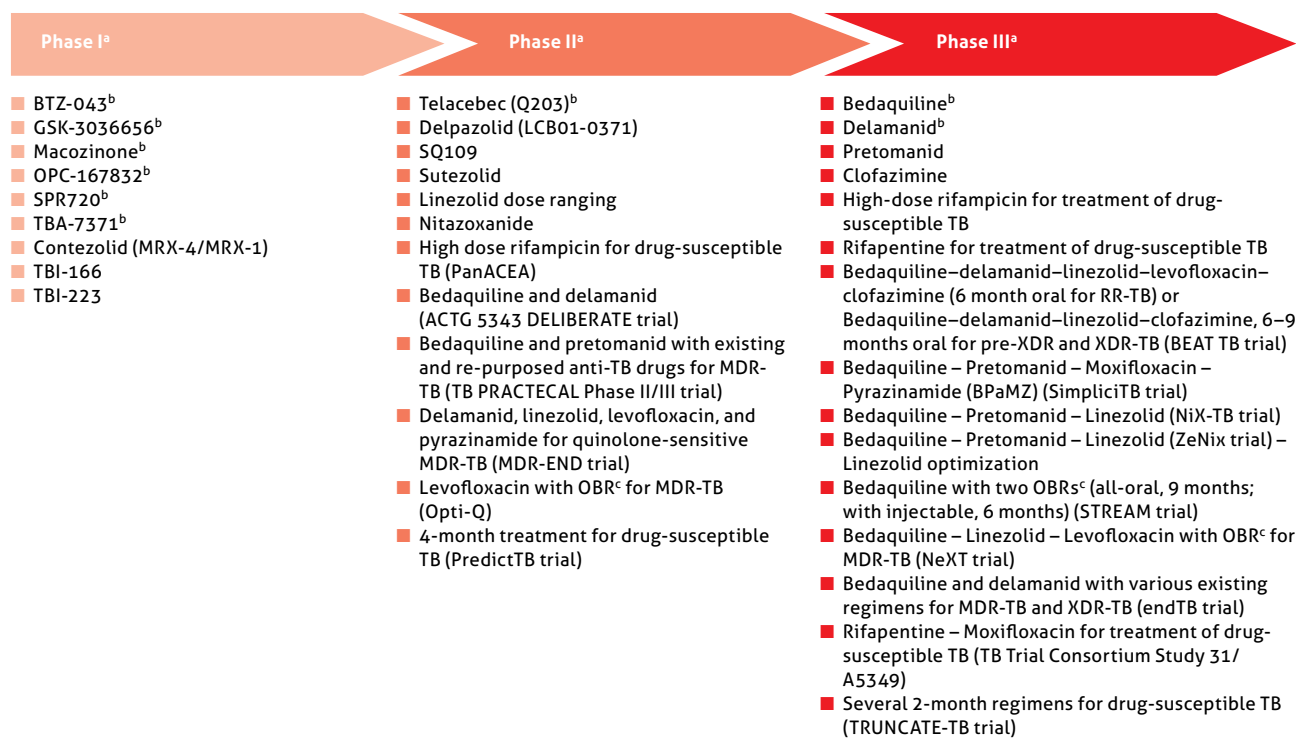 Phase Iᵃ
BTZ-043ᵇ
GSK-3036656ᵇ
Macozinoneᵇ
OPC-167832ᵇ
SPR720ᵇ
TBA-7371ᵇ
Contezolid (MRX-4/MRX-1)
TBI-166
TBI-223
Phase IIᵃ
Telacebec (Q203)ᵇ
Delpazolid (LCB01-0371)
SQ109
Sutezolid
Linezolid dose ranging
Nitazoxanide
High dose rifampicin for drug-susceptible
TB (PanACEA)
Bedaquiline and delamanid
(ACTG 5343 DELIBERATE trial)
Bedaquiline and pretomanid with existing
and re-purposed anti-TB drugs for MDR-
TB (TB PRACTECAL Phase II/III trial)
Delamanid, linezolid, levofloxacin, and
pyrazinamide for quinolone-sensitive
MDR-TB (MDR-END trial)
Levofloxacin with OBRᶜ for MDR-TB
(Opti-Q)
4-month treatment for drug-susceptible
TB (PredictTB trial)
Phase IIIᵃ
Bedaquilineᵇ
Delamanidᵇ
Pretomanid
Clofazimine
High-dose rifampicin for treatment of drug-
susceptible TB
Rifapentine for treatment of drug-susceptible TB
Bedaquiline–delamanid–linezolid–levofloxacin–
clofazimine (6 month oral for RR-TB) or
Bedaquiline–delamanid–linezolid–clofazimine, 6–9
months oral for pre-XDR and XDR-TB (BEAT TB trial)
Bedaquiline – Pretomanid – Moxifloxacin –
Pyrazinamide (BPaMZ) (SimpliciTB trial)
Bedaquiline – Pretomanid – Linezolid (NiX-TB trial)
Bedaquiline – Pretomanid – Linezolid (ZeNix trial) –
Linezolid optimization
Bedaquiline with two OBRsᶜ (all-oral, 9 months;
with injectable, 6 months) (STREAM trial)
Bedaquiline – Linezolid – Levofloxacin with OBRᶜ for
MDR-TB (NeXT trial)
Bedaquiline and delamanid with various existing
regimens for MDR-TB and XDR-TB (endTB trial)
Rifapentine – Moxifloxacin for treatment of drug-
susceptible TB (TB Trial Consortium Study 31/
A5349)
Several 2-month regimens for drug-susceptible TB
(TRUNCATE-TB trial)